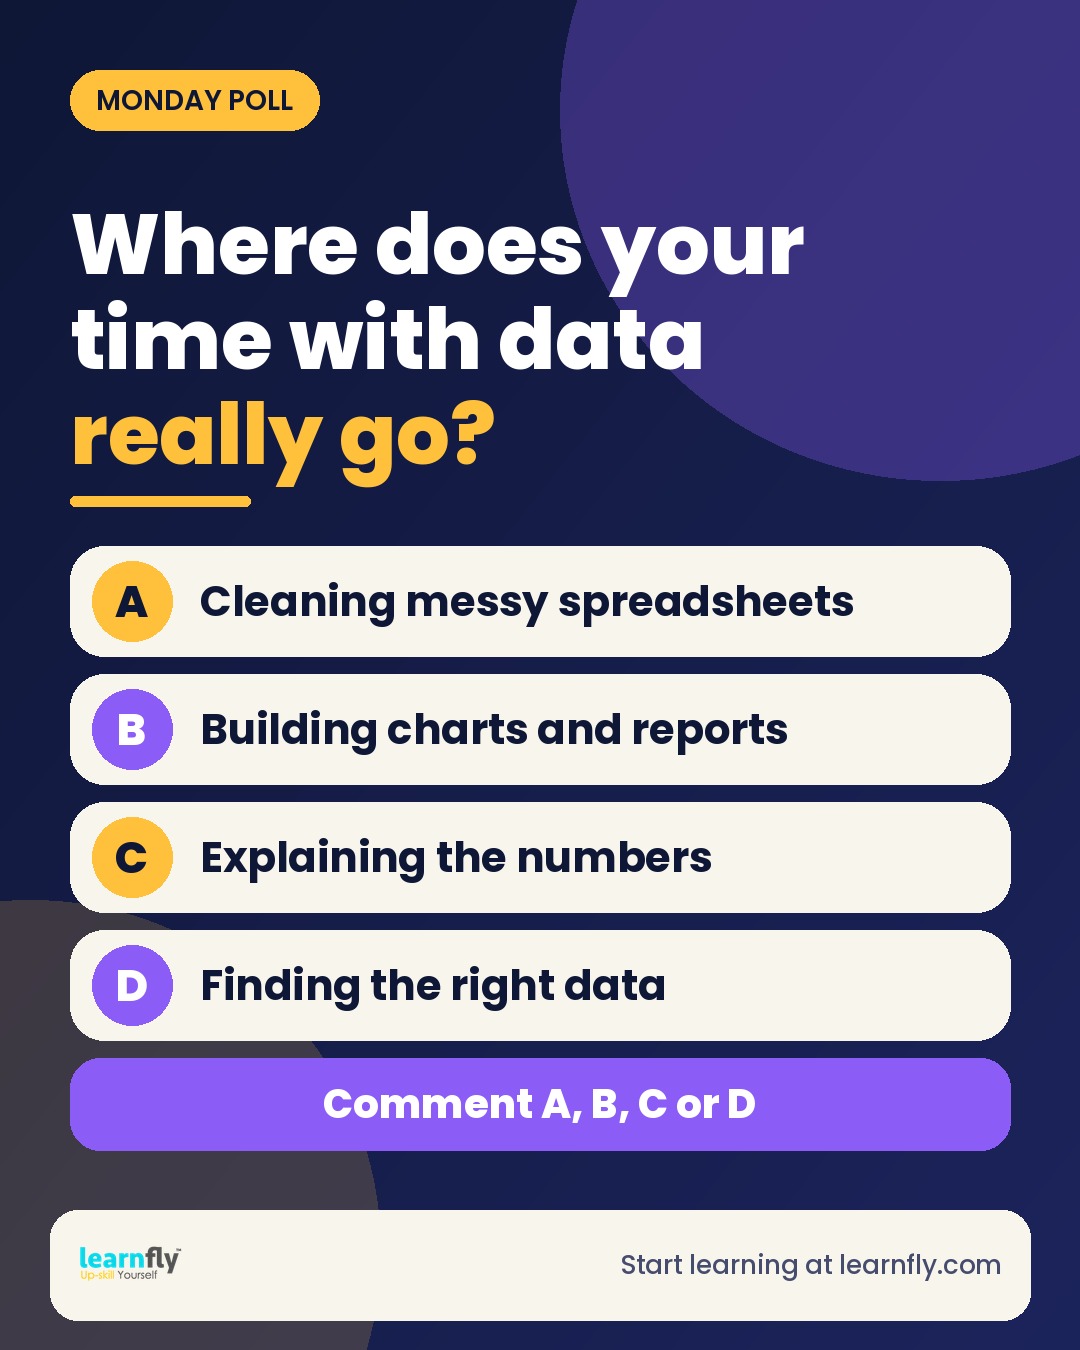 MONDAY POLL
Where does your
time with data
really go?
A Cleaning messy spreadsheets
B Building charts and reports
C Explaining the numbers
D Finding the right data
Comment A, B, C or D
learnfly™
Up-skill Yourself
Start learning at learnfly.com